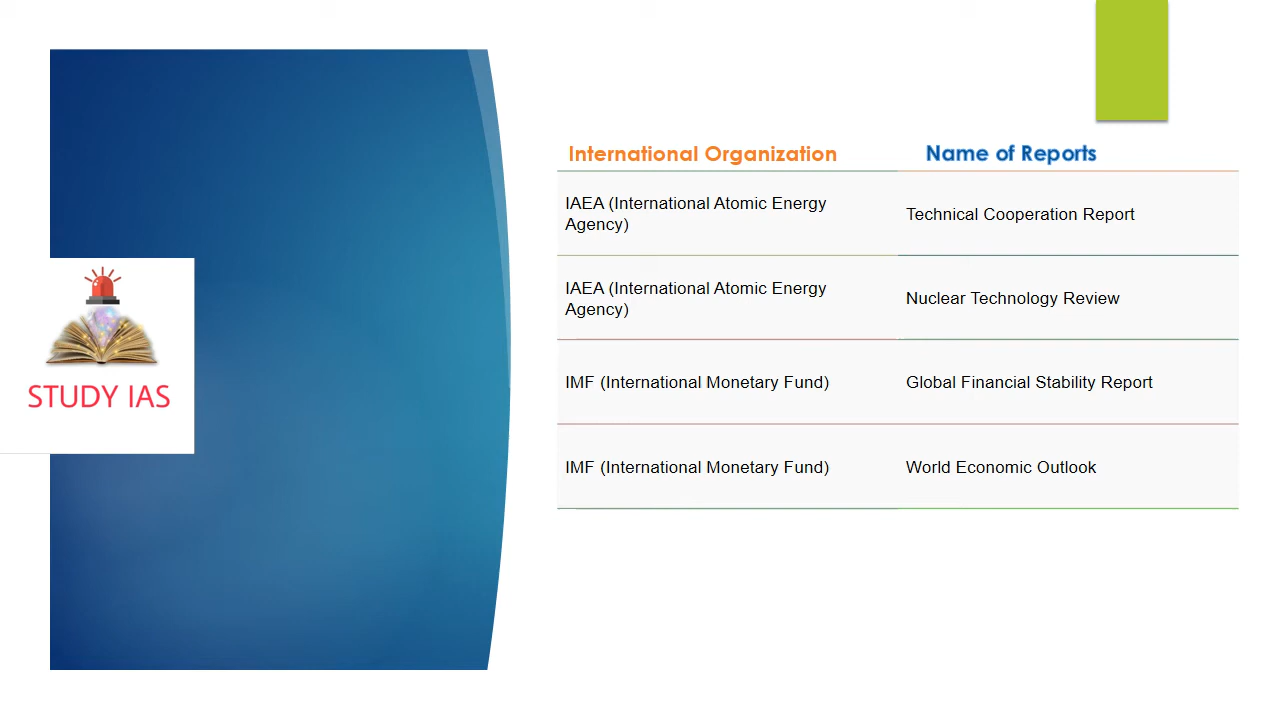 STUDY IAS
International Organization
Name of Reports
IAEA (International Atomic Energy
Agency)
Technical Cooperation Report
IAEA (International Atomic Energy
Agency)
Nuclear Technology Review
IMF (International Monetary Fund)
Global Financial Stability Report
IMF (International Monetary Fund)
World Economic Outlook